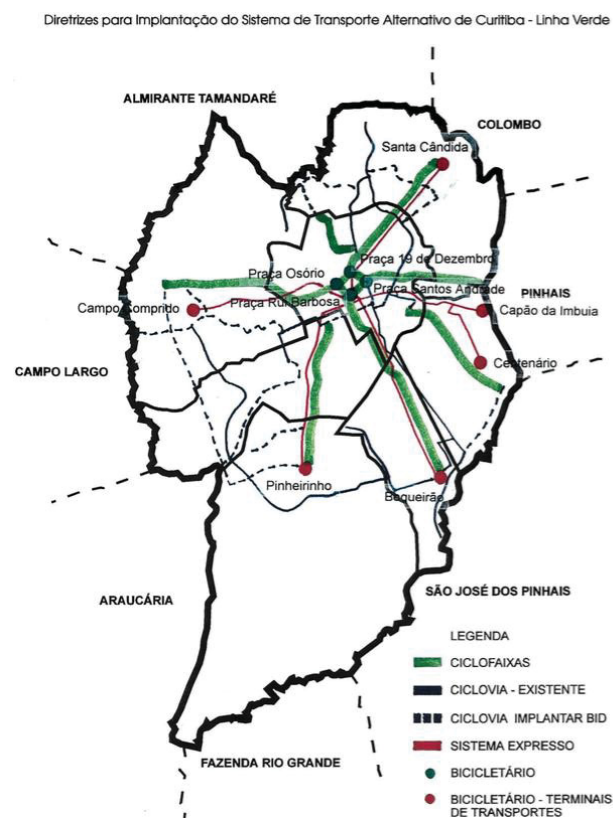 Diretrizes para Implantação do Sistema de Transporte Alternativo de Curitiba - Linha Verde
ALMIRANTE TAMANDARÉ
COLOMBO
Santa Cândida
Praça 19 de Dezembro
Praça Osório
Praça Santos Andrade
PINHAIS
Campo Comprido
Praça Rui Barbosa
Capão da Imbuia
CAMPO LARGO
Centenário
Pinheirinho
Boqueirão
ARAUCÁRIA
SÃO JOSÉ DOS PINHAIS
LEGENDA
CICLOFAIXAS
CICLOVIA - EXISTENTE
CICLOVIA IMPLANTAR BID
SISTEMA EXPRESSO
BICICLETÁRIO
BICICLETÁRIO - TERMINAIS
DE TRANSPORTES
FAZENDA RIO GRANDE